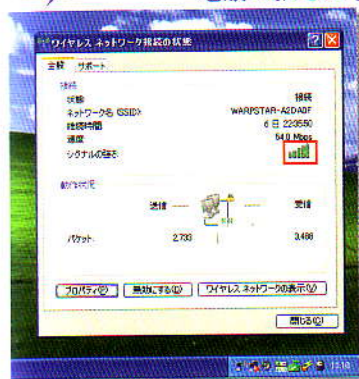 ワイヤレス ネットワーク接続の状態
全般 サポート
接続
状態: 接続
ネットワーク名 (SSID): WARPSTAR-A2DADF
継続時間: 6 日 22:35:50
速度: 54.0 Mbps
シグナルの強さ:
動作状況
送信 受信
パケット: 2,733 3,486
プロパティ(P) 無効にする(D) ワイヤレス ネットワークの表示(V)
閉じる(C)